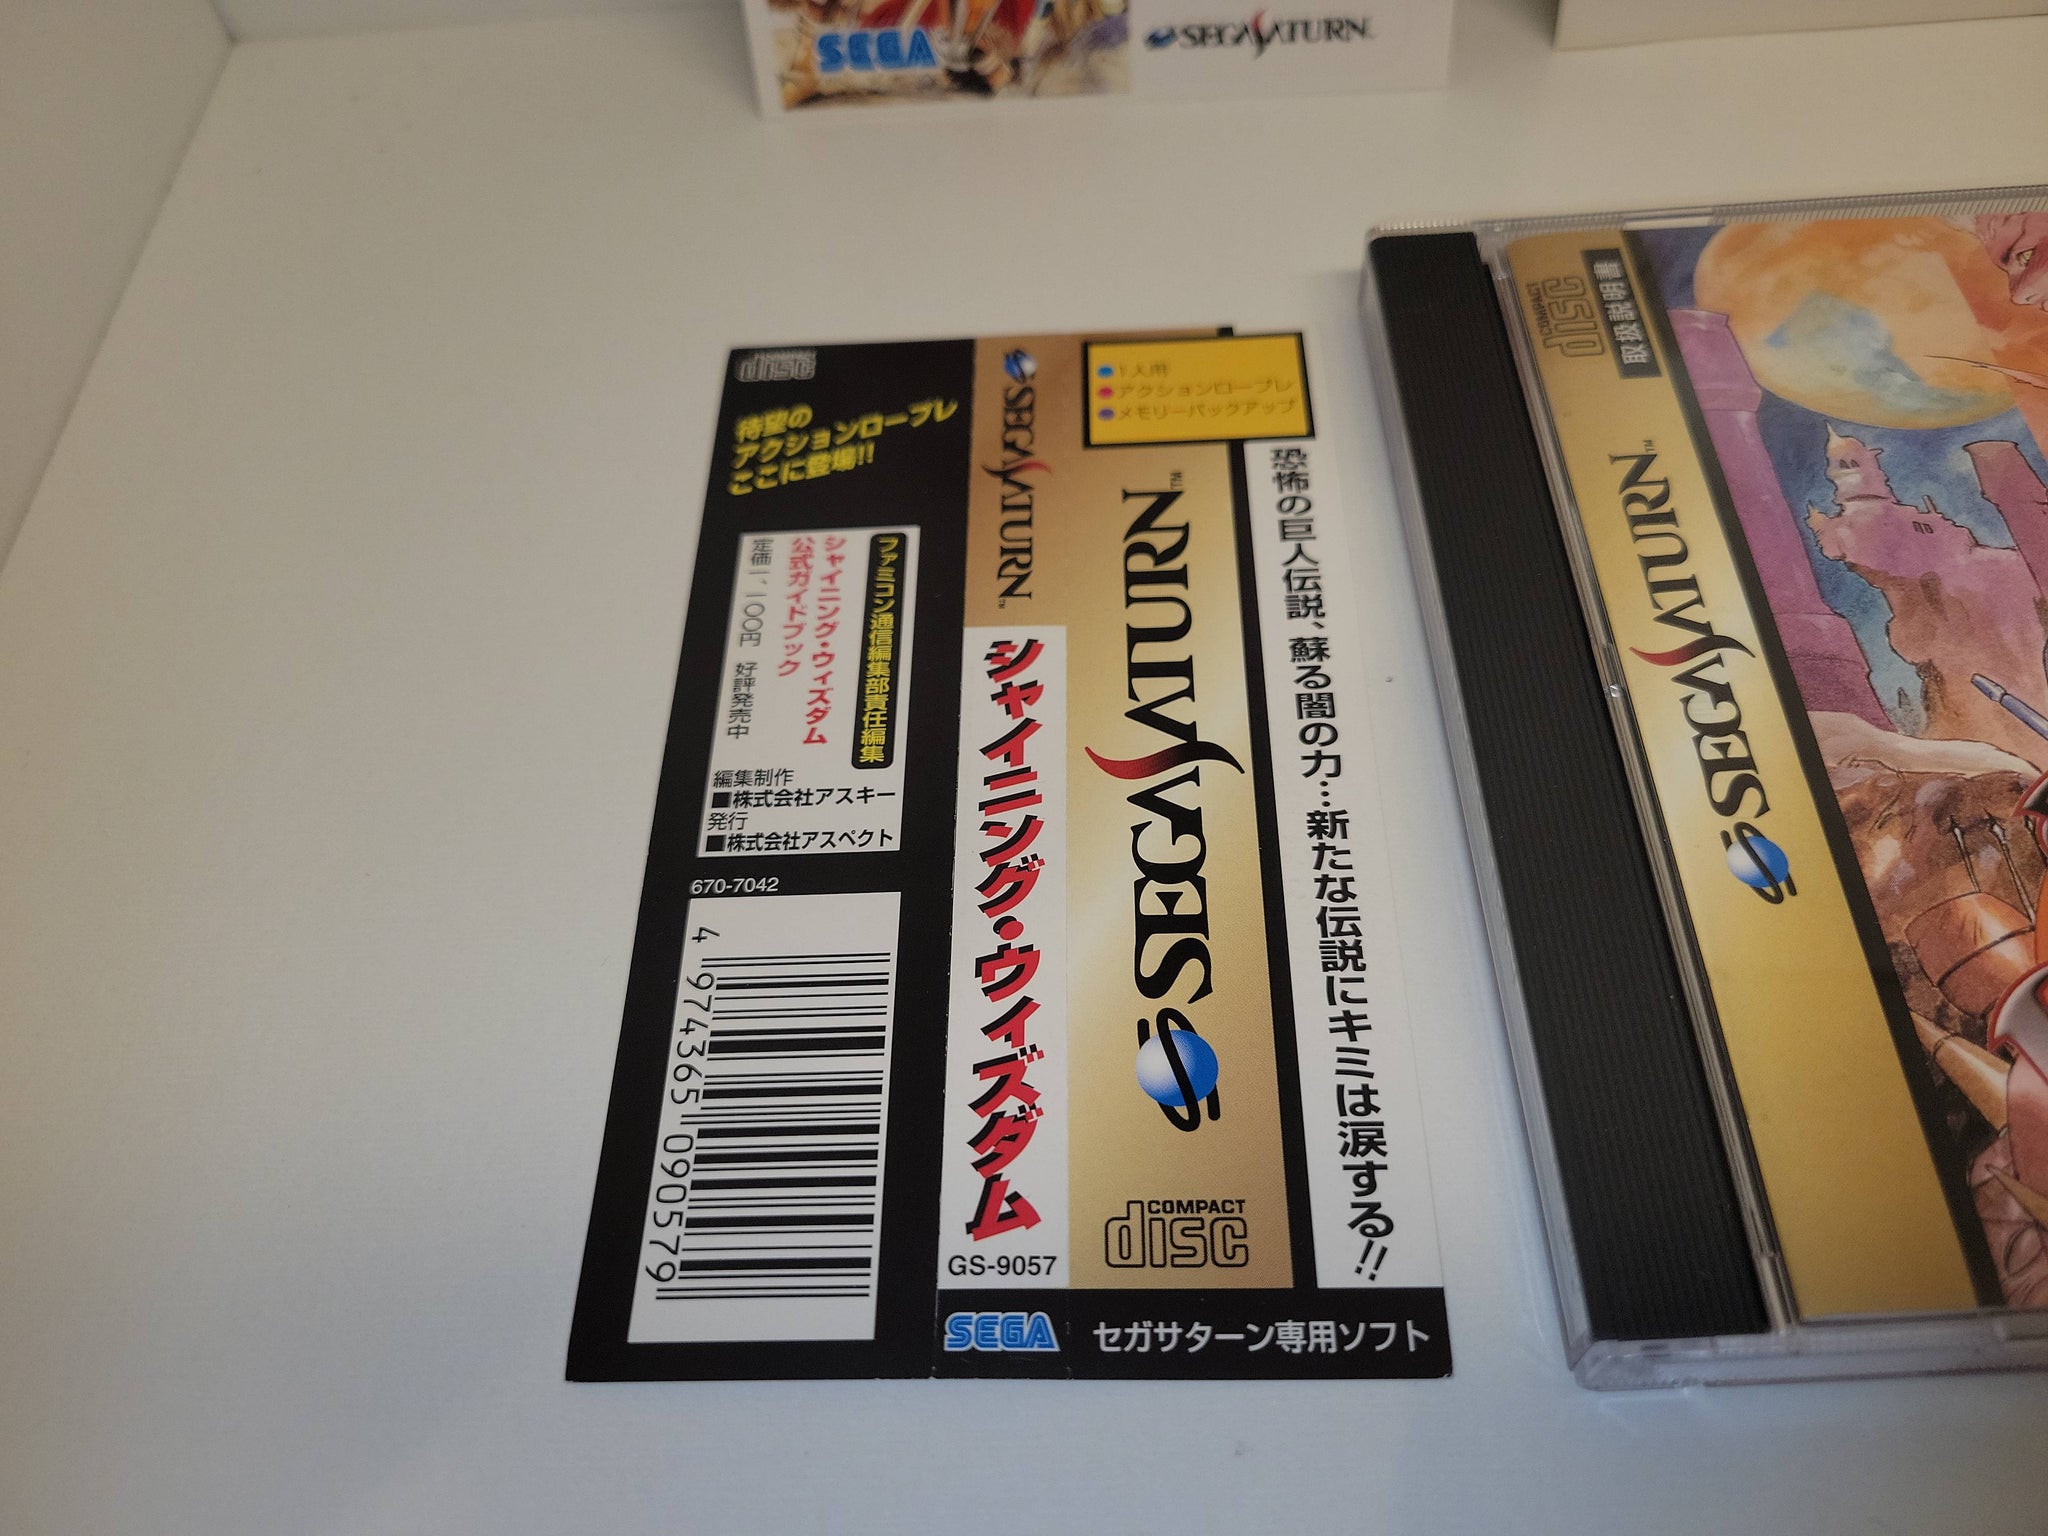 SEGA
SEGA SATURN
COMPACT disc
待望の
アクションロープレ
ここに登場!!
ファミコン通信編集部責任編集
シャイニング・ウィズダム
公式ガイドブック
定価一、一〇〇円 好評発売中
編集制作
■株式会社アスキー
発行
■株式会社アスペクト
670-7042
4 974365 090579
SEGA SATURN™
シャイニング・ウィズダム
GS-9057
SEGA
●1人用
●アクションロープレ
●メモリーバックアップ
SEGA SATURN™
COMPACT disc
恐怖の巨人伝説、蘇る闇の力…新たな伝説にキミは涙する!!
セガサターン専用ソフト
COMPACT disc
取扱説明書
SEGA SATURN™